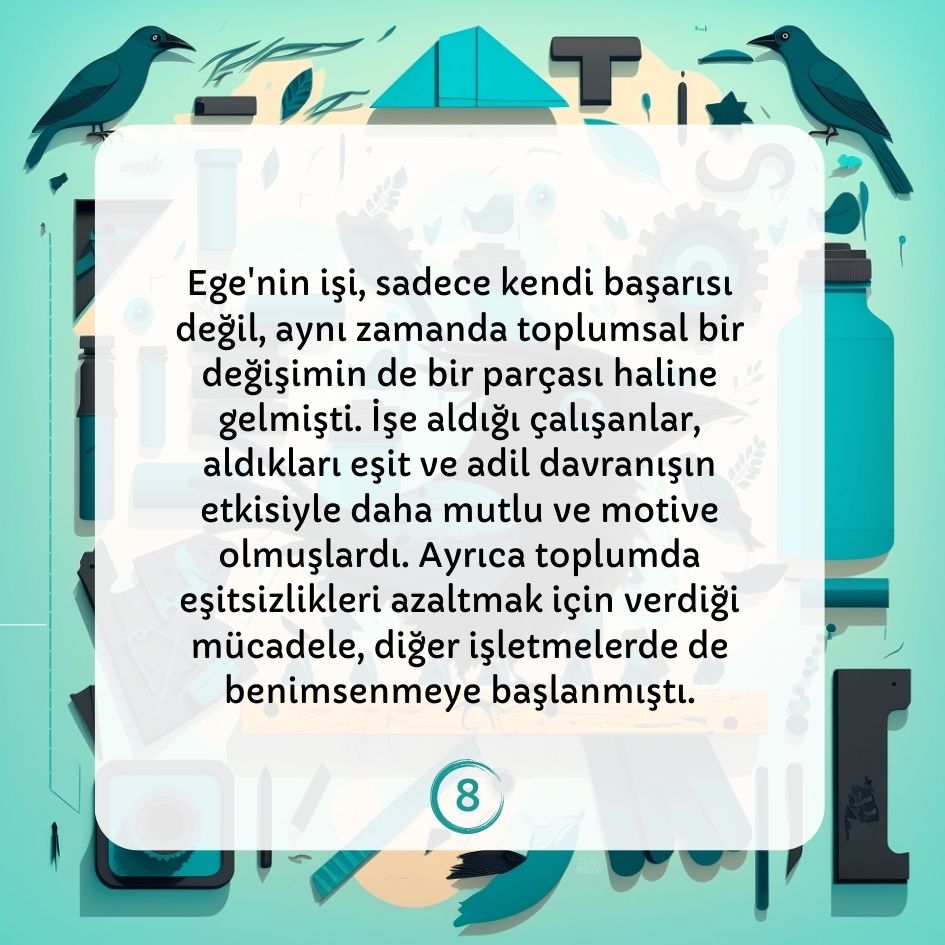 Ege'nin işi, sadece kendi başarısı
değil, aynı zamanda toplumsal bir
değişimin de bir parçası haline
gelmişti. İşe aldığı çalışanlar,
aldıkları eşit ve adil davranışın
etkisiyle daha mutlu ve motive
olmuşlardı. Ayrıca toplumda
eşitsizlikleri azaltmak için verdiği
mücadele, diğer işletmelerde de
benimsenmeye başlanmıştı.
8